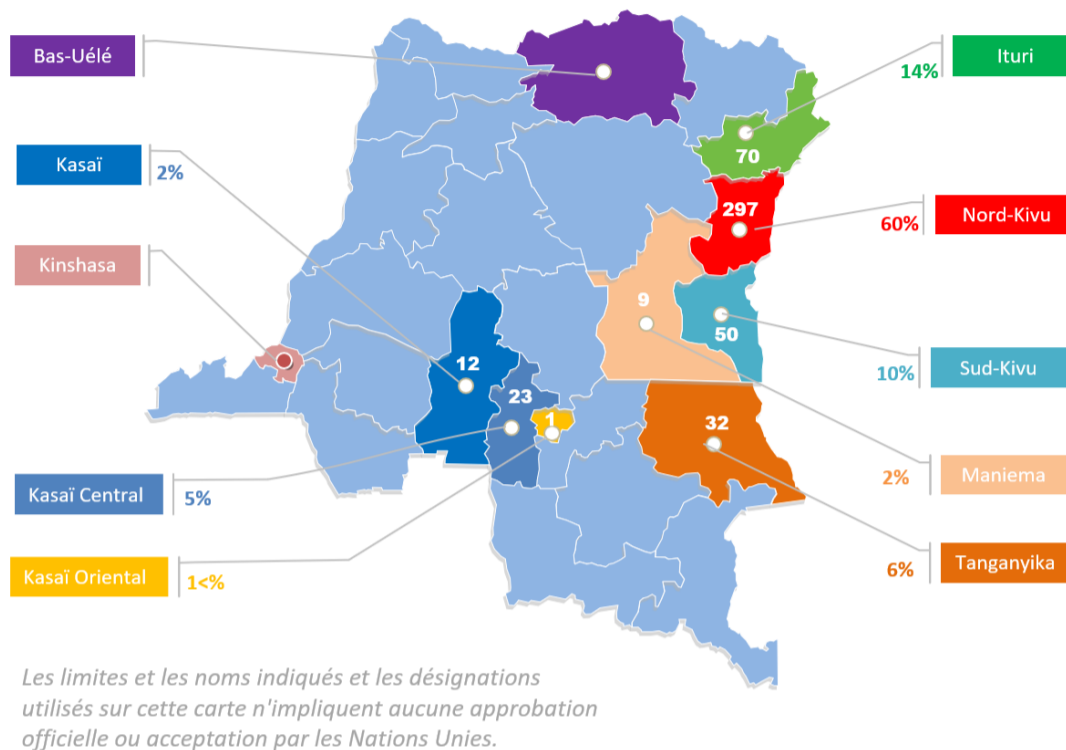 Bas-Uélé
Ituri
14%
Kasaï
2%
70
297
Nord-Kivu
60%
Kinshasa
9
50
12
Sud-Kivu
10%
23
1
32
Maniema
2%
Kasaï Central
5%
Tanganyika
6%
Kasaï Oriental
1<%
Les limites et les noms indiqués et les désignations
utilisés sur cette carte n'impliquent aucune approbation
officielle ou acceptation par les Nations Unies.